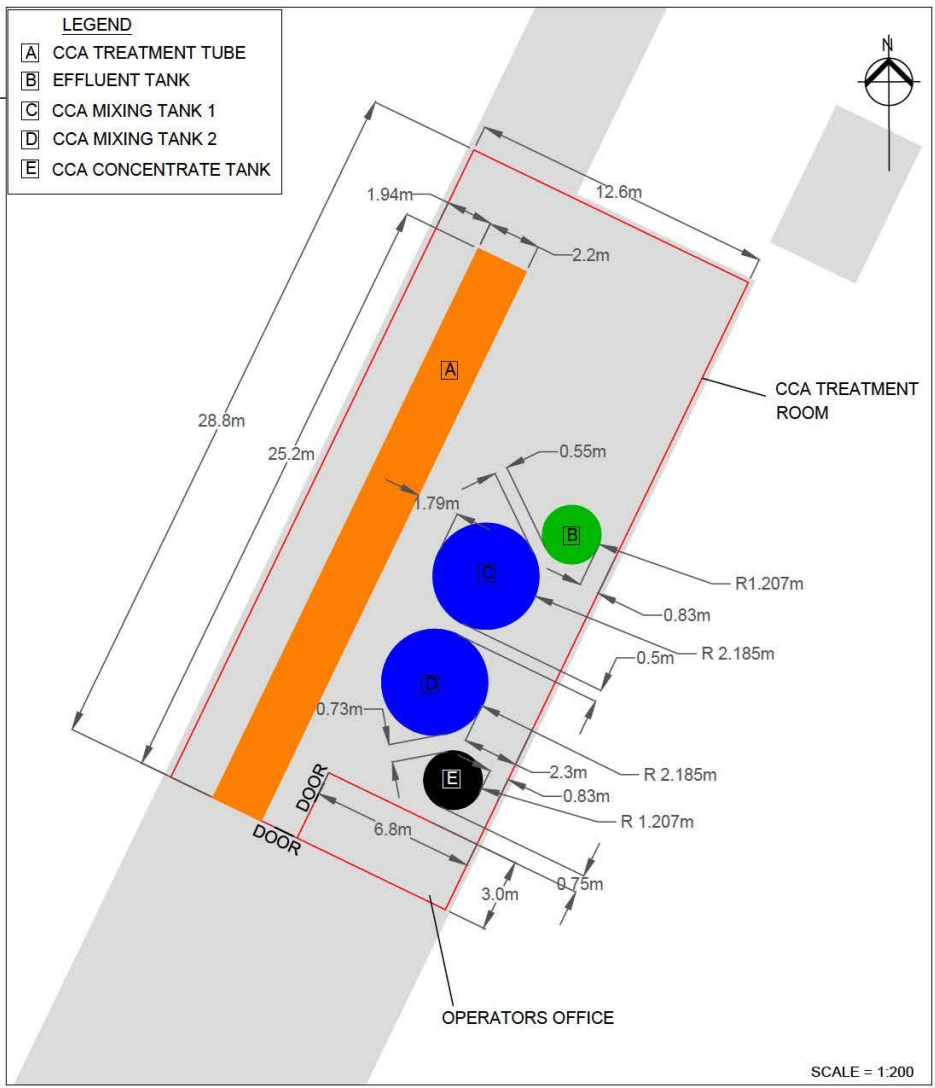 LEGEND
A CCA TREATMENT TUBE
B EFFLUENT TANK
C CCA MIXING TANK 1
D CCA MIXING TANK 2
E CCA CONCENTRATE TANK
N
12.6m
1.94m
2.2m
A
CCA TREATMENT
ROOM
28.8m
25.2m
0.55m
1.79m
B
C
R1.207m
0.83m
R 2.185m
0.5m
D
0.73m
2.3m
R 2.185m
E
0.83m
DOOR
R 1.207m
6.8m
DOOR
0.75m
3.0m
OPERATORS OFFICE
SCALE = 1:200